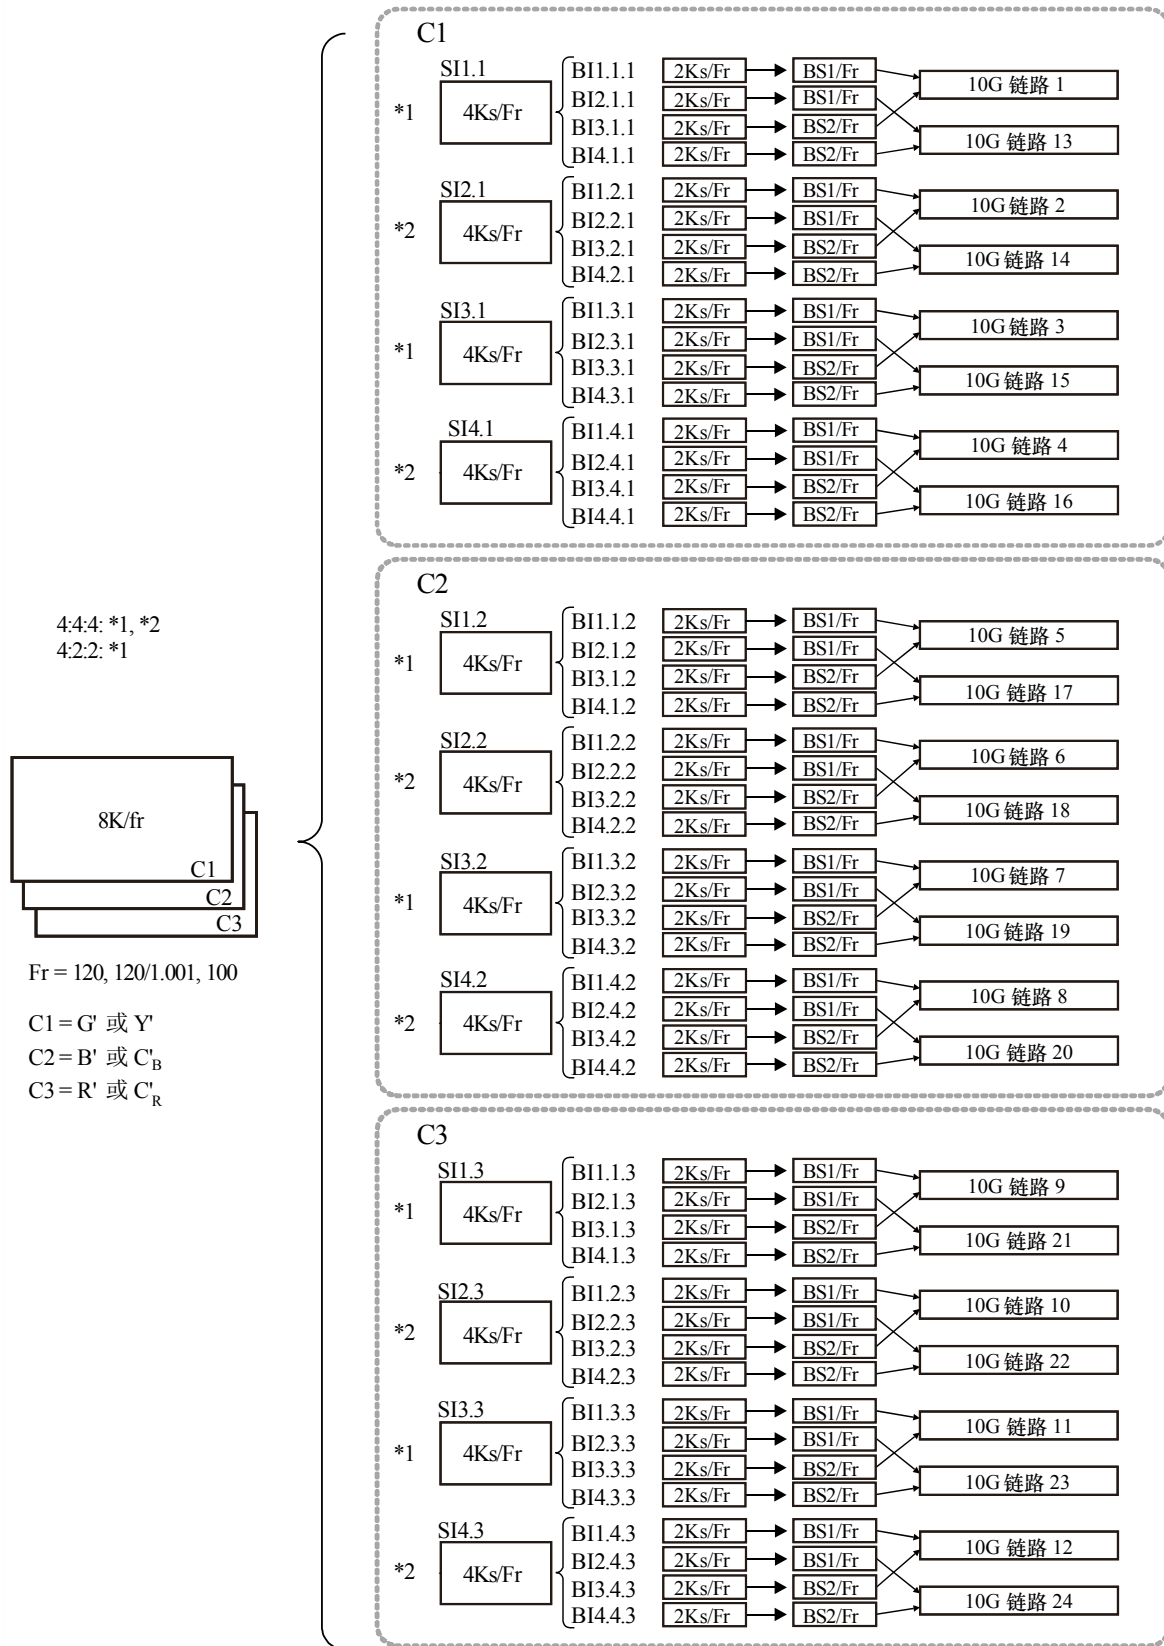 4:4:4: *1, *2
4:2:2: *1
8K/fr
C1
C2
C3
Fr = 120, 120/1.001, 100
C1 = G' 或 Y'
C2 = B' 或 C'B
C3 = R' 或 C'R
C1
SI1.1
*1
4Ks/Fr
BI1.1.1 2Ks/Fr BS1/Fr
BI2.1.1 2Ks/Fr BS1/Fr
BI3.1.1 2Ks/Fr BS2/Fr
BI4.1.1 2Ks/Fr BS2/Fr
10G 链路 1
10G 链路 13
SI2.1
*2
4Ks/Fr
BI1.2.1 2Ks/Fr BS1/Fr
BI2.2.1 2Ks/Fr BS1/Fr
BI3.2.1 2Ks/Fr BS2/Fr
BI4.2.1 2Ks/Fr BS2/Fr
10G 链路 2
10G 链路 14
SI3.1
*1
4Ks/Fr
BI1.3.1 2Ks/Fr BS1/Fr
BI2.3.1 2Ks/Fr BS1/Fr
BI3.3.1 2Ks/Fr BS2/Fr
BI4.3.1 2Ks/Fr BS2/Fr
10G 链路 3
10G 链路 15
SI4.1
*2
4Ks/Fr
BI1.4.1 2Ks/Fr BS1/Fr
BI2.4.1 2Ks/Fr BS1/Fr
BI3.4.1 2Ks/Fr BS2/Fr
BI4.4.1 2Ks/Fr BS2/Fr
10G 链路 4
10G 链路 16
C2
SI1.2
*1
4Ks/Fr
BI1.1.2 2Ks/Fr BS1/Fr
BI2.1.2 2Ks/Fr BS1/Fr
BI3.1.2 2Ks/Fr BS2/Fr
BI4.1.2 2Ks/Fr BS2/Fr
10G 链路 5
10G 链路 17
SI2.2
*2
4Ks/Fr
BI1.2.2 2Ks/Fr BS1/Fr
BI2.2.2 2Ks/Fr BS1/Fr
BI3.2.2 2Ks/Fr BS2/Fr
BI4.2.2 2Ks/Fr BS2/Fr
10G 链路 6
10G 链路 18
SI3.2
*1
4Ks/Fr
BI1.3.2 2Ks/Fr BS1/Fr
BI2.3.2 2Ks/Fr BS1/Fr
BI3.3.2 2Ks/Fr BS2/Fr
BI4.3.2 2Ks/Fr BS2/Fr
10G 链路 7
10G 链路 19
SI4.2
*2
4Ks/Fr
BI1.4.2 2Ks/Fr BS1/Fr
BI2.4.2 2Ks/Fr BS1/Fr
BI3.4.2 2Ks/Fr BS2/Fr
BI4.4.2 2Ks/Fr BS2/Fr
10G 链路 8
10G 链路 20
C3
SI1.3
*1
4Ks/Fr
BI1.1.3 2Ks/Fr BS1/Fr
BI2.1.3 2Ks/Fr BS1/Fr
BI3.1.3 2Ks/Fr BS2/Fr
BI4.1.3 2Ks/Fr BS2/Fr
10G 链路 9
10G 链路 21
SI2.3
*2
4Ks/Fr
BI1.2.3 2Ks/Fr BS1/Fr
BI2.2.3 2Ks/Fr BS1/Fr
BI3.2.3 2Ks/Fr BS2/Fr
BI4.2.3 2Ks/Fr BS2/Fr
10G 链路 10
10G 链路 22
SI3.3
*1
4Ks/Fr
BI1.3.3 2Ks/Fr BS1/Fr
BI2.3.3 2Ks/Fr BS1/Fr
BI3.3.3 2Ks/Fr BS2/Fr
BI4.3.3 2Ks/Fr BS2/Fr
10G 链路 11
10G 链路 23
SI4.3
*2
4Ks/Fr
BI1.4.3 2Ks/Fr BS1/Fr
BI2.4.3 2Ks/Fr BS1/Fr
BI3.4.3 2Ks/Fr BS2/Fr
BI4.4.3 2Ks/Fr BS2/Fr
10G 链路 12
10G 链路 24